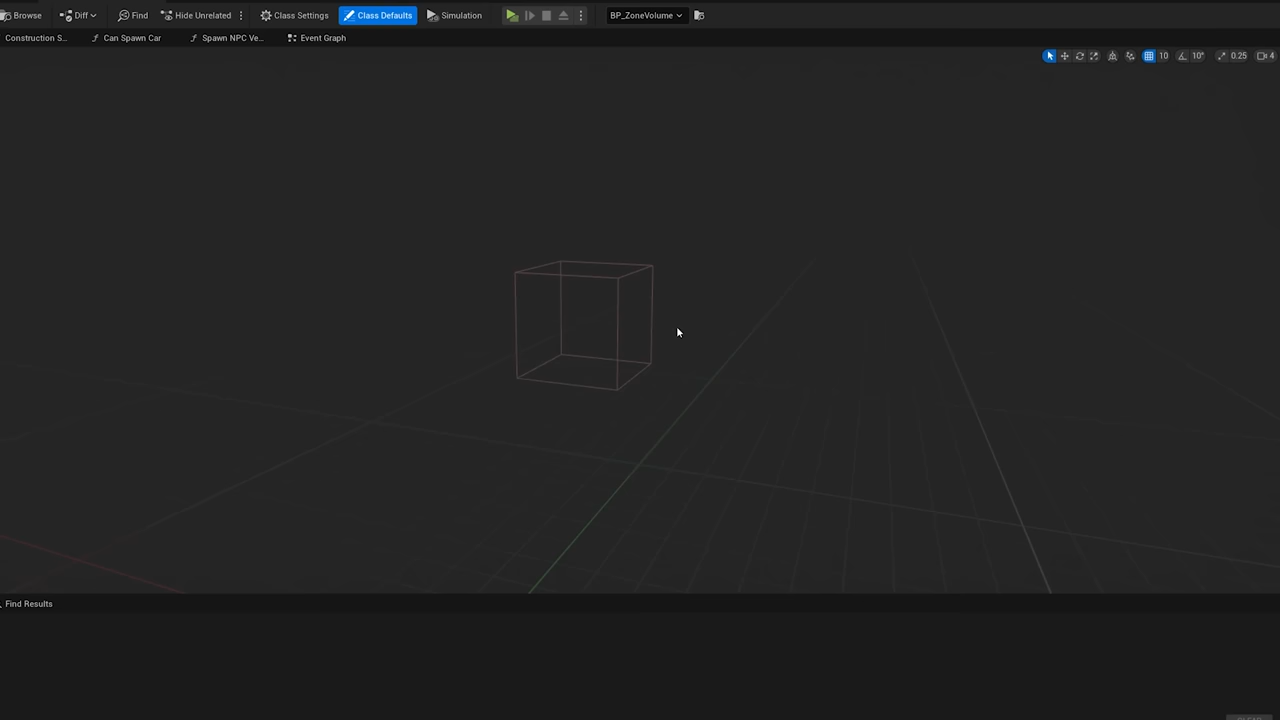 Browse Diff Find Hide Unrelated Class Settings Class Defaults Simulation BP_ZoneVolume
Construction S... Can Spawn Car Spawn NPC Ve... Event Graph
10 10° 0.25 4
Find Results